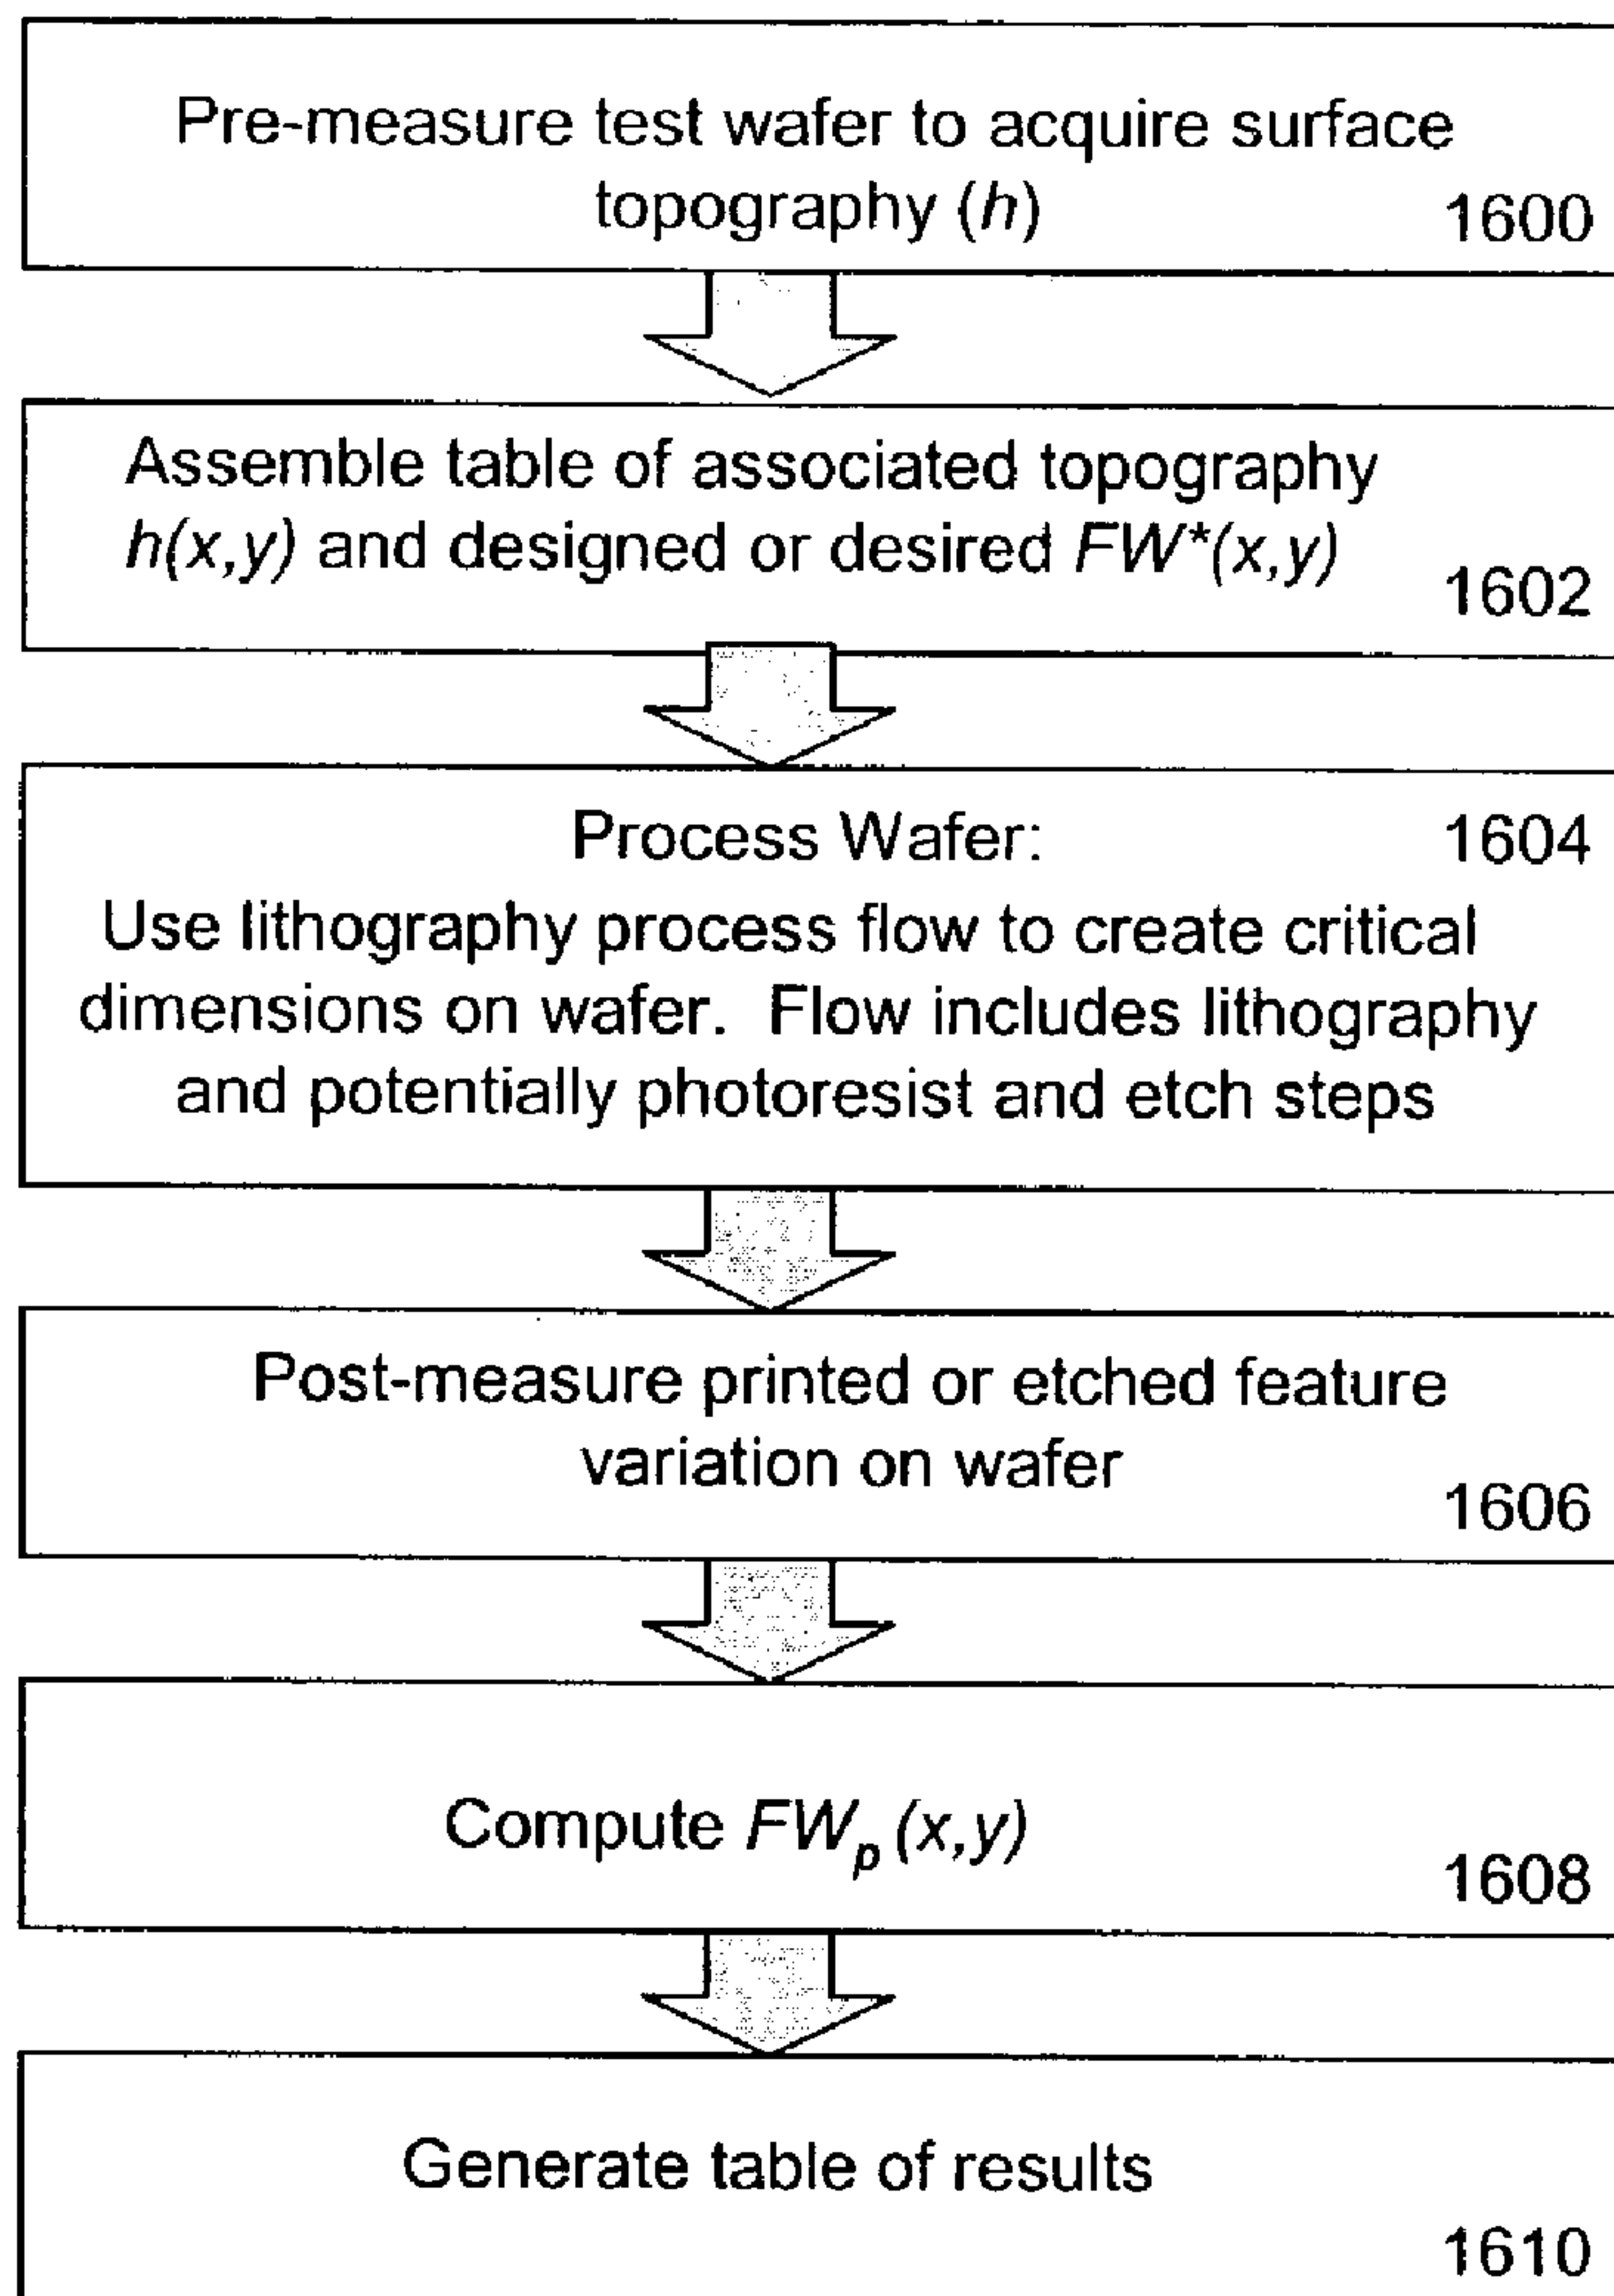 Pre-measure test wafer to acquire surface
topography (h)
1600
Assemble table of associated topography
h(x,y) and designed or desired FW*(x,y)
1602
Process Wafer:
1604
Use lithography process flow to create critical
dimensions on wafer. Flow includes lithography
and potentially photoresist and etch steps
Post-measure printed or etched feature
variation on wafer
1606
Compute FWp(x,y)
1608
Generate table of results
1610